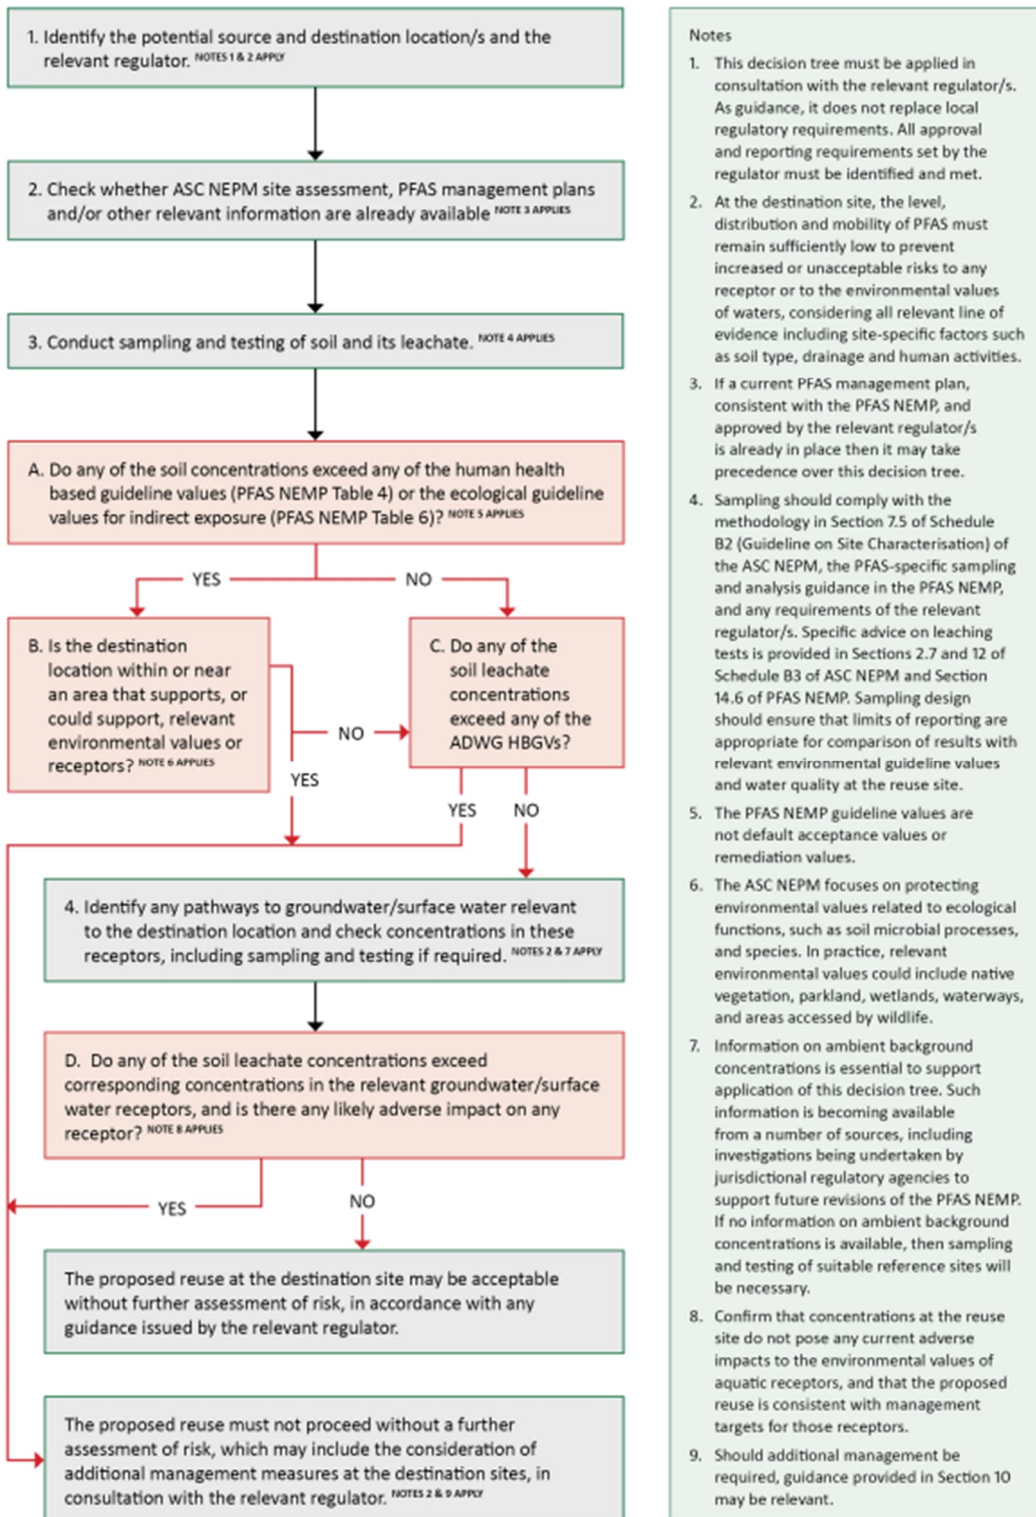 1. Identify the potential source and destination location/s and the
relevant regulator. NOTES 1 & 2 APPLY
2. Check whether ASC NEPM site assessment, PFAS management plans
and/or other relevant information are already available NOTE 3 APPLIES
3. Conduct sampling and testing of soil and its leachate. NOTE 4 APPLIES
A. Do any of the soil concentrations exceed any of the human health
based guideline values (PFAS NEMP Table 4) or the ecological guideline
values for indirect exposure (PFAS NEMP Table 6)? NOTE 5 APPLIES
YES
NO
B. Is the destination
location within or near
an area that supports, or
could support, relevant
environmental values or
receptors? NOTE 6 APPLIES
NO
YES
C. Do any of the
soil leachate
concentrations
exceed any of the
ADWG HBGVs?
YES
NO
4. Identify any pathways to groundwater/surface water relevant
to the destination location and check concentrations in these
receptors, including sampling and testing if required. NOTES 2 & 7 APPLY
D. Do any of the soil leachate concentrations exceed
corresponding concentrations in the relevant groundwater/surface
water receptors, and is there any likely adverse impact on any
receptor? NOTE 8 APPLIES
YES
NO
The proposed reuse at the destination site may be acceptable
without further assessment of risk, in accordance with any
guidance issued by the relevant regulator.
The proposed reuse must not proceed without a further
assessment of risk, which may include the consideration of
additional management measures at the destination sites, in
consultation with the relevant regulator. NOTES 2 & 9 APPLY
Notes
1. This decision tree must be applied in
consultation with the relevant regulator/s.
As guidance, it does not replace local
regulatory requirements. All approval
and reporting requirements set by the
regulator must be identified and met.
2. At the destination site, the level,
distribution and mobility of PFAS must
remain sufficiently low to prevent
increased or unacceptable risks to any
receptor or to the environmental values
of waters, considering all relevant line of
evidence including site-specific factors such
as soil type, drainage and human activities.
3. If a current PFAS management plan,
consistent with the PFAS NEMP, and
approved by the relevant regulator/s
is already in place then it may take
precedence over this decision tree.
4. Sampling should comply with the
methodology in Section 7.5 of Schedule
B2 (Guideline on Site Characterisation) of
the ASC NEPM, the PFAS-specific sampling
and analysis guidance in the PFAS NEMP,
and any requirements of the relevant
regulator/s. Specific advice on leaching
tests is provided in Sections 2.7 and 12 of
Schedule B3 of ASC NEPM and Section
14.6 of PFAS NEMP. Sampling design
should ensure that limits of reporting are
appropriate for comparison of results with
relevant environmental guideline values
and water quality at the reuse site.
5. The PFAS NEMP guideline values are
not default acceptance values or
remediation values.
6. The ASC NEPM focuses on protecting
environmental values related to ecological
functions, such as soil microbial processes,
and species. In practice, relevant
environmental values could include native
vegetation, parkland, wetlands, waterways,
and areas accessed by wildlife.
7. Information on ambient background
concentrations is essential to support
application of this decision tree. Such
information is becoming available
from a number of sources, including
investigations being undertaken by
jurisdictional regulatory agencies to
support future revisions of the PFAS NEMP.
If no information on ambient background
concentrations is available, then sampling
and testing of suitable reference sites will
be necessary.
8. Confirm that concentrations at the reuse
site do not pose any current adverse
impacts to the environmental values of
aquatic receptors, and that the proposed
reuse is consistent with management
targets for those receptors.
9. Should additional management be
required, guidance provided in Section 10
may be relevant.